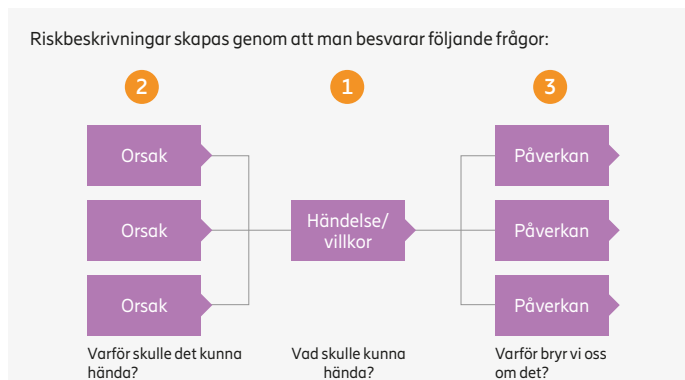 Riskbeskrivningar skapas genom att man besvarar följande frågor:
2
1
3
Orsak
Påverkan
Orsak
Händelse/
villkor
Påverkan
Orsak
Påverkan
Varför skulle det kunna
hända?
Vad skulle kunna
hända?
Varför bryr vi oss
om det?